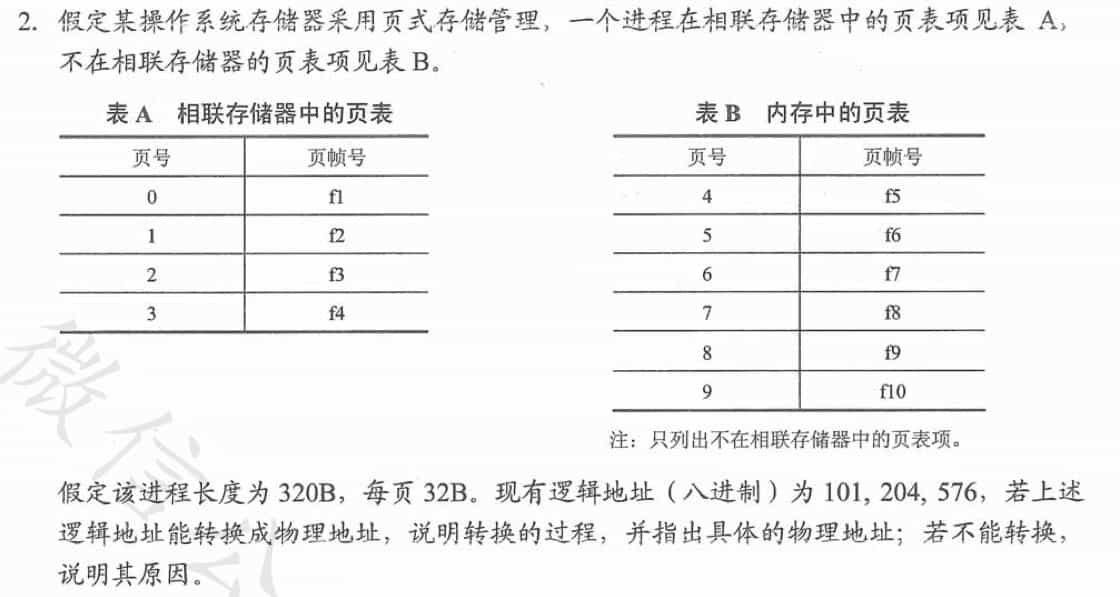 2. 假定某操作系统存储器采用页式存储管理，一个进程在相联存储器中的页表项见表 A，
不在相联存储器的页表项见表 B。
表 A 相联存储器中的页表
页号 页帧号
0 f1
1 f2
2 f3
3 f4
表 B 内存中的页表
页号 页帧号
4 f5
5 f6
6 f7
7 f8
8 f9
9 f10
注：只列出不在相联存储器中的页表项。
假定该进程长度为 320B，每页 32B。现有逻辑地址（八进制）为 101, 204, 576，若上述
逻辑地址能转换成物理地址，说明转换的过程，并指出具体的物理地址；若不能转换，
说明其原因。
微信公